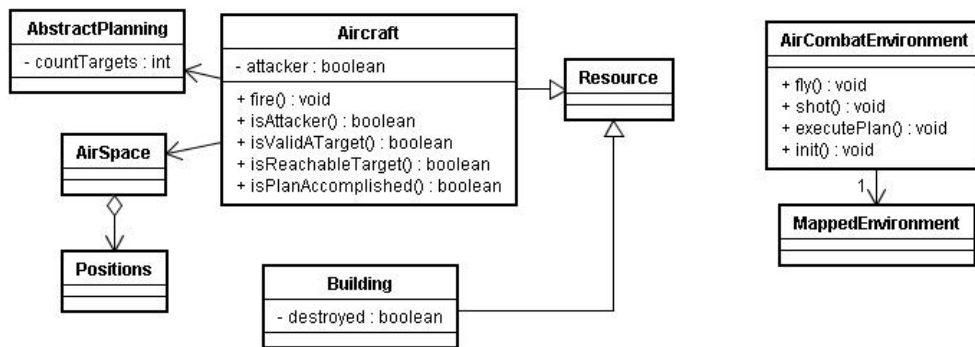 AbstractPlanning
- countTargets : int
Aircraft
- attacker : boolean
+ fire() : void
+ isAttacker() : boolean
+ isValidATarget() : boolean
+ isReachableTarget() : boolean
+ isPlanAccomplished() : boolean
Resource
AirCombatEnvironment
+ fly() : void
+ shot() : void
+ executePlan() : void
+ init() : void
AirSpace
1
MappedEnvironment
Positions
Building
- destroyed : boolean